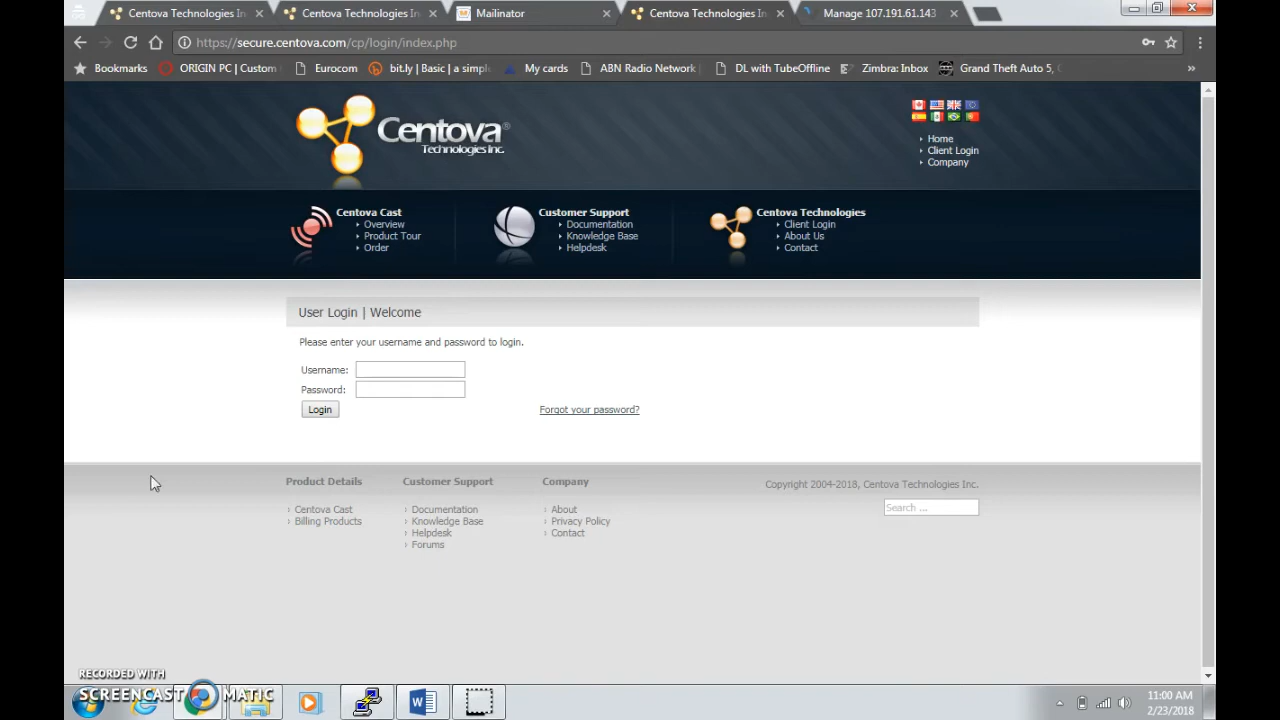 Centova Technologies In
Centova Technologies In
Mailinator
Centova Technologies In
Manage 107.191.61.143
https://secure.centova.com/cp/login/index.php
Bookmarks
ORIGIN PC | Custom
Eurocom
bit.ly | Basic | a simpl
My cards
ABN Radio Network
DL with TubeOffline
Zimbra: Inbox
Grand Theft Auto 5,
»
Centova®
Technologies Inc.
Home
Client Login
Company
Centova Cast
Overview
Product Tour
Order
Customer Support
Documentation
Knowledge Base
Helpdesk
Centova Technologies
Client Login
About Us
Contact
User Login | Welcome
Please enter your username and password to login.
Username:
Password:
Login
Forgot your password?
Product Details
Centova Cast
Billing Products
Customer Support
Documentation
Knowledge Base
Helpdesk
Forums
Company
About
Privacy Policy
Contact
Copyright 2004-2018, Centova Technologies Inc.
Search ...
RECORDED WITH
SCREENCAST MATIC
11:00 AM
2/23/2018